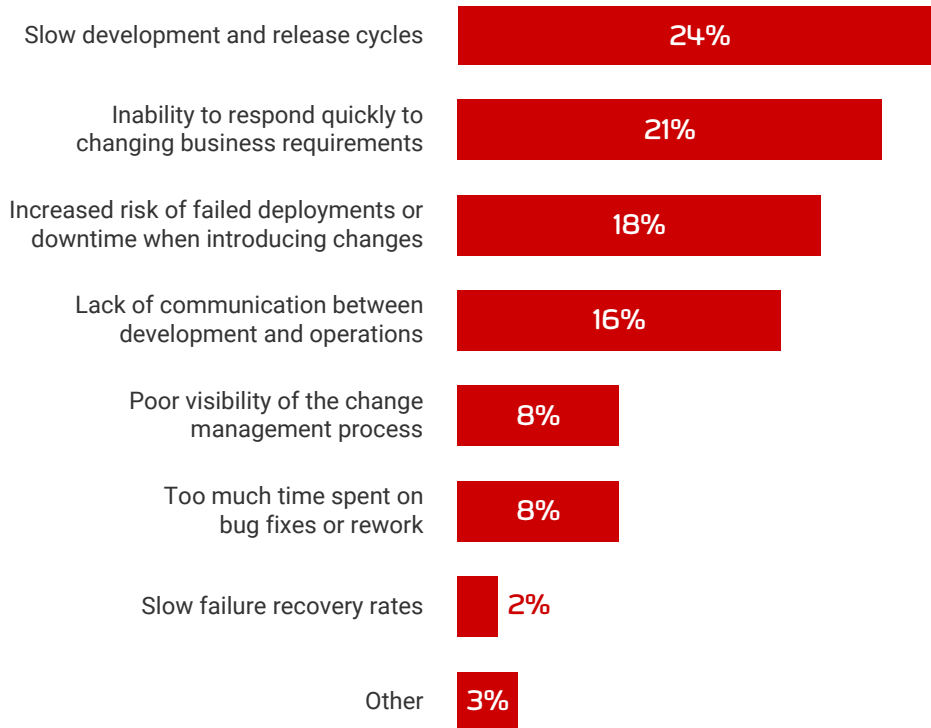 Slow development and release cycles
24%
Inability to respond quickly to
changing business requirements
21%
Increased risk of failed deployments or
downtime when introducing changes
18%
Lack of communication between
development and operations
16%
Poor visibility of the change
management process
8%
Too much time spent on
bug fixes or rework
8%
Slow failure recovery rates
2%
Other
3%